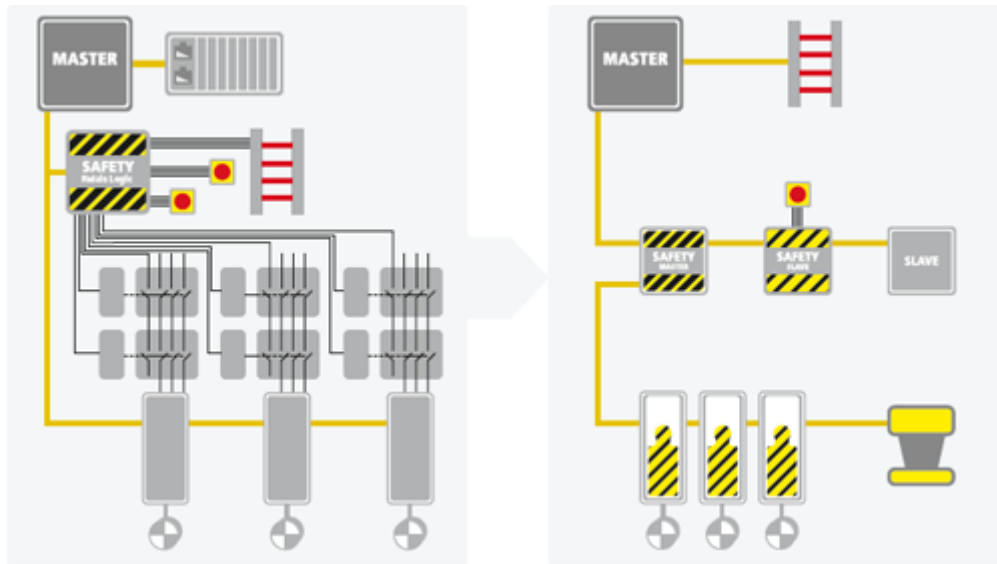 MASTER
SAFETY
Relais Logic
MASTER
SAFETY
MASTER
SAFETY
SLAVE
SLAVE